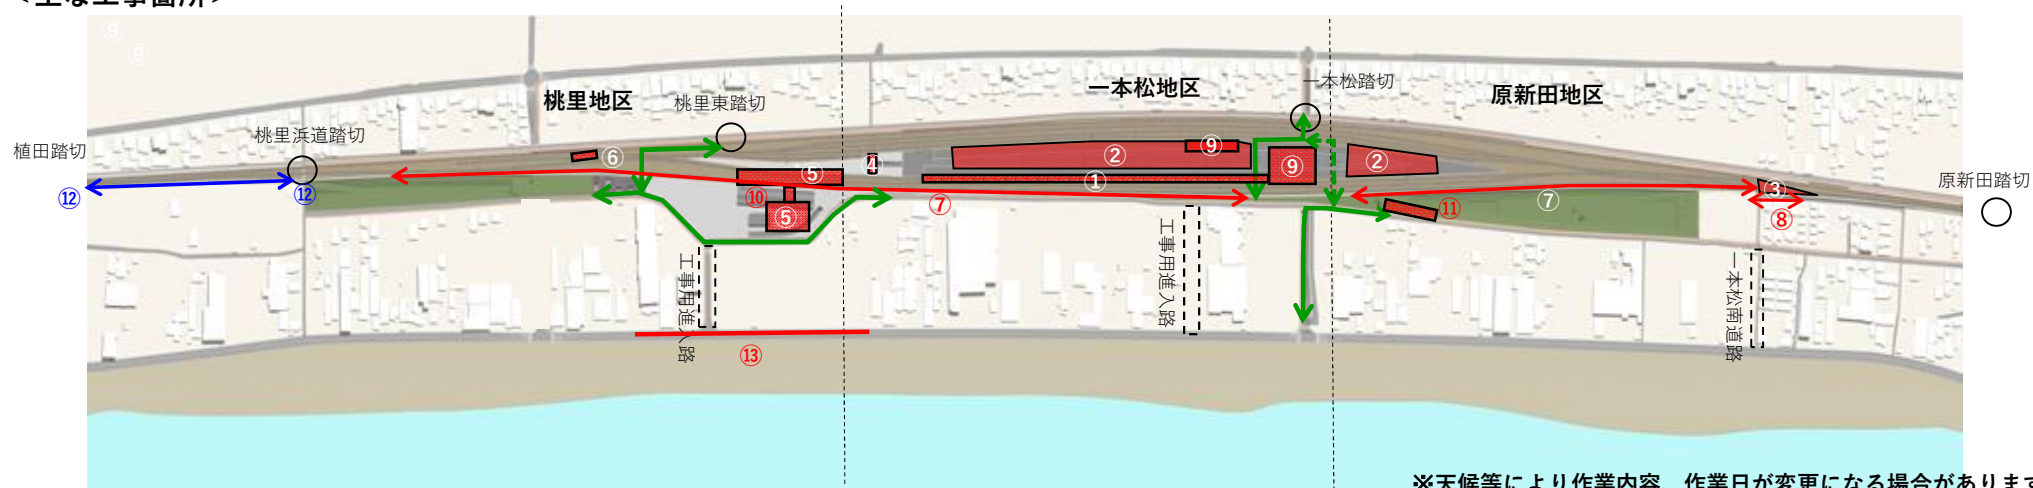 <主な工事箇所>
⑨
⑨
桃里地区
桃里東踏切
一本松地区
一本松踏切
原新田地区
植田踏切
桃里浜道踏切
⑥
④
②
⑨
⑨
②
⑤
①
③
原新田踏切
⑫
⑫
⑩
⑤
⑦
⑪
⑦
⑧
工事用進入路
工事用進入路
一本松南道路
⑬
※天候等により作業内容、作業日が変更になる場合があります